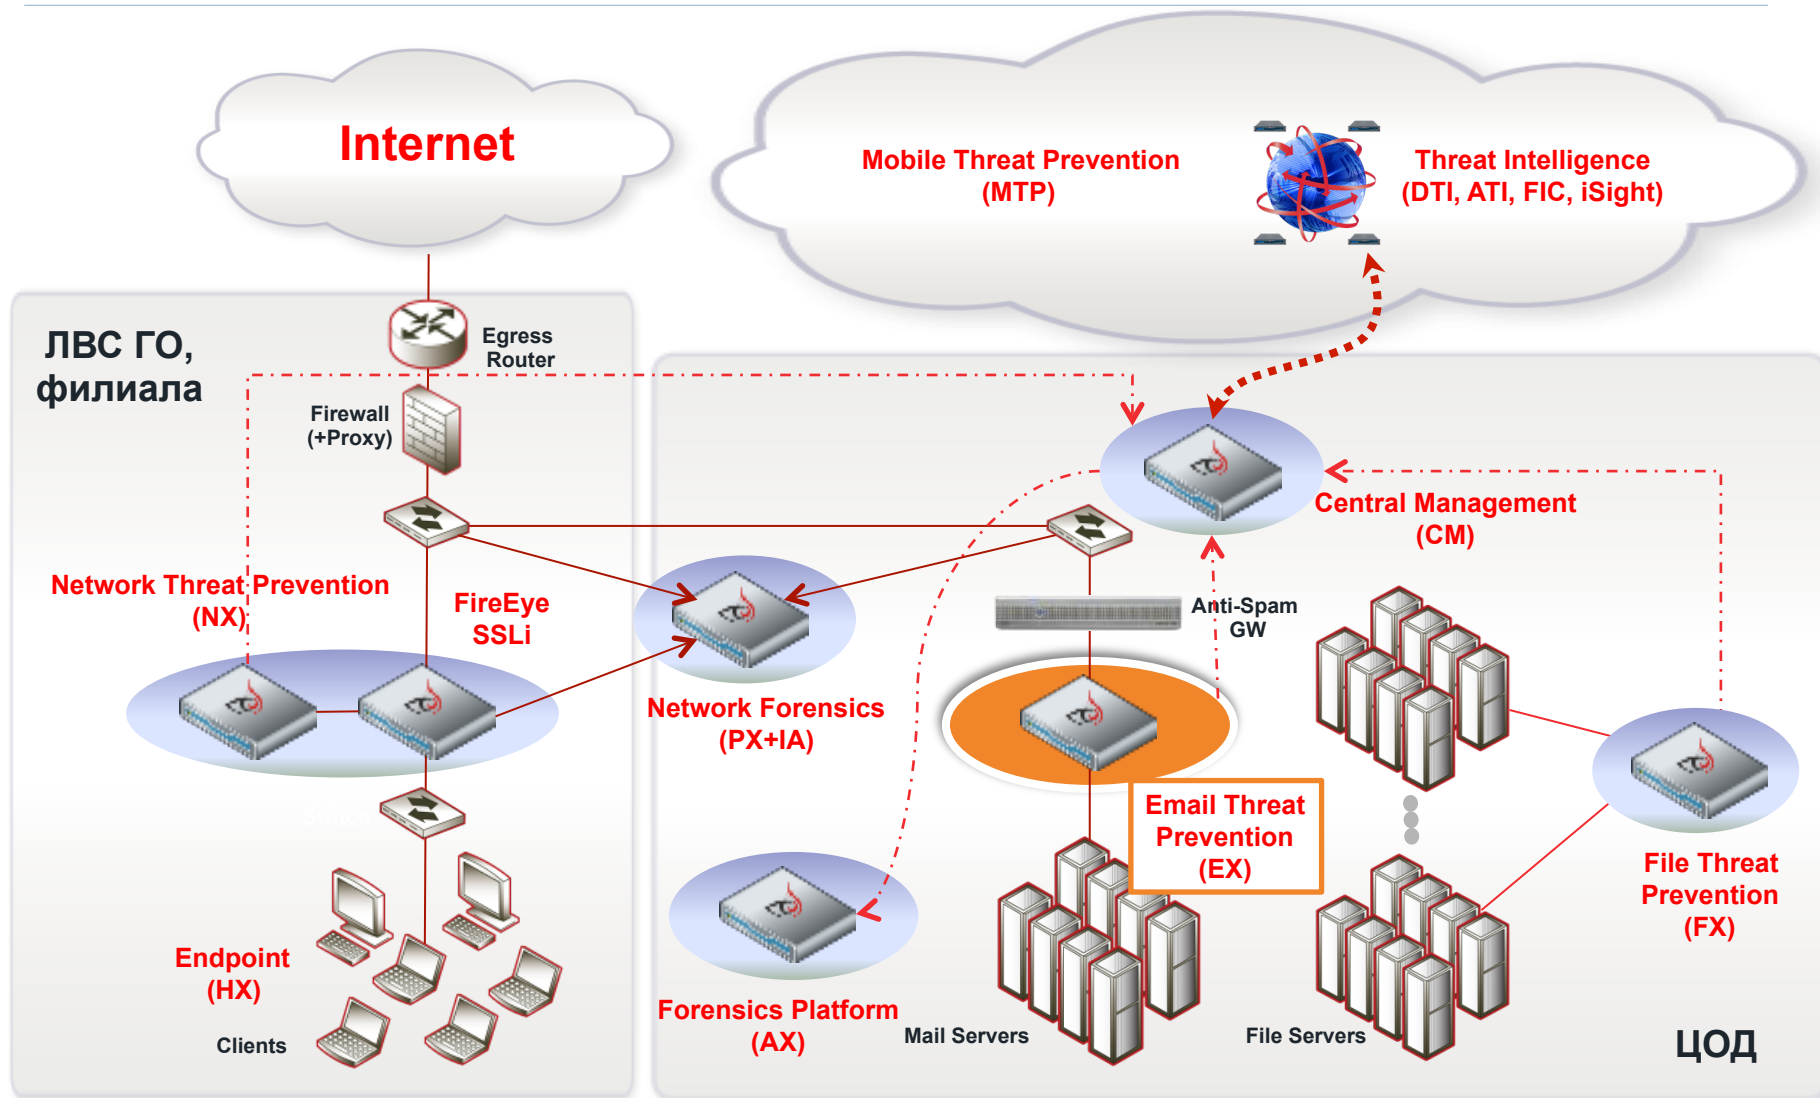 Internet
Mobile Threat Prevention
(MTP)
Threat Intelligence
(DTI, ATI, FIC, iSight)
ЛВС ГО,
филиала
Egress
Router
Firewall
(+Proxy)
Central Management
(CM)
Network Threat Prevention
(NX)
FireEye
SSLi
Anti-Spam
GW
Network Forensics
(PX+IA)
Switch
Email Threat
Prevention
(EX)
File Threat
Prevention
(FX)
Endpoint
(HX)
Clients
Forensics Platform
(AX)
Mail Servers
File Servers
ЦОД